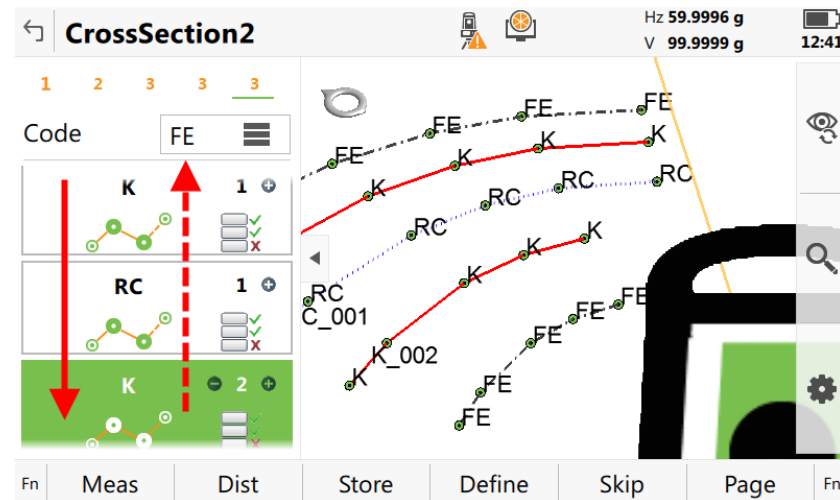 CrossSection2
Hz 59.9996 g
V 99.9999 g
12:41
1 2 3 3 3
Code FE
K 1
RC 1
K 2
FE FE FE FE
K K K K
RC RC RC RC
RC
C_001
K K K
K_002
K
FE FE FE
FE
FE
Fn Meas Dist Store Define Skip Page Fn